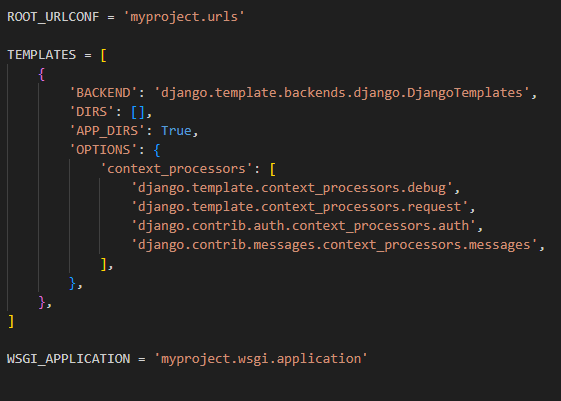 ROOT_URLCONF = 'myproject.urls'

TEMPLATES = [
    {
        'BACKEND': 'django.template.backends.django.DjangoTemplates',
        'DIRS': [],
        'APP_DIRS': True,
        'OPTIONS': {
            'context_processors': [
                'django.template.context_processors.debug',
                'django.template.context_processors.request',
                'django.contrib.auth.context_processors.auth',
                'django.contrib.messages.context_processors.messages',
            ],
        },
    },
]

WSGI_APPLICATION = 'myproject.wsgi.application'